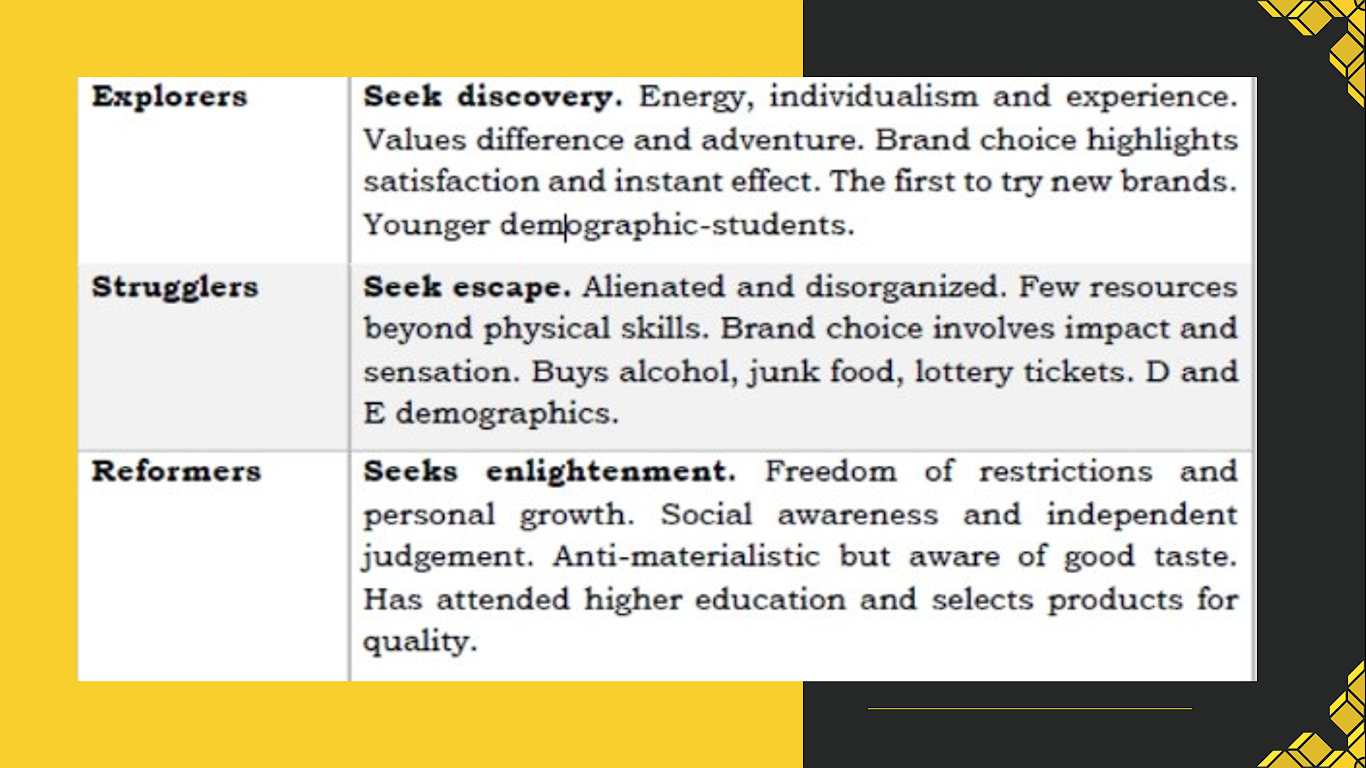 Explorers
Seek discovery. Energy, individualism and experience.
Values difference and adventure. Brand choice highlights
satisfaction and instant effect. The first to try new brands.
Younger demographic-students.
Strugglers
Seek escape. Alienated and disorganized. Few resources
beyond physical skills. Brand choice involves impact and
sensation. Buys alcohol, junk food, lottery tickets. D and
E demographics.
Reformers
Seeks enlightenment. Freedom of restrictions and
personal growth. Social awareness and independent
judgement. Anti-materialistic but aware of good taste.
Has attended higher education and selects products for
quality.